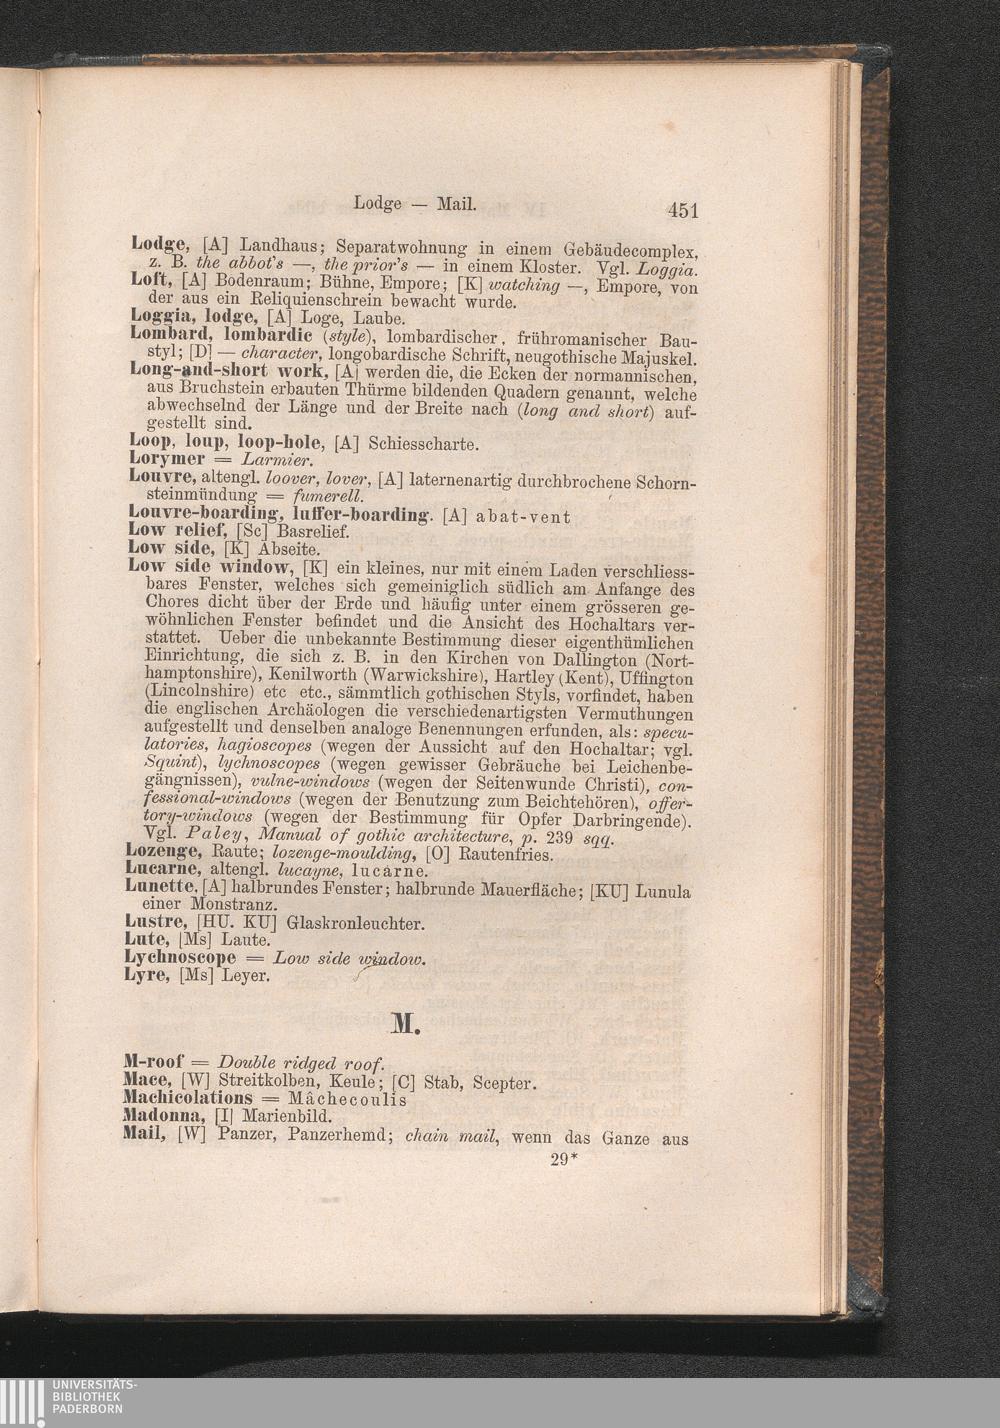 Lodge — Mail.
451
Lodge, [A] Landhaus; Separatwohnung in einem Gebäudecomplex,
z. B. the abbot's —, the prior's — in einem Kloster. Vgl. Loggia.
Loft, [A] Bodenraum; Bühne, Empore; [K] watching —, Empore, von
der aus ein Reliquienschrein bewacht wurde.
Loggia, lodge, [A] Loge, Laube.
Lombard, lombardic (style), lombardischer, frühromanischer Bau-
styl; [D] — character, longobardische Schrift, neugothische Majuskel.
Long-and-short work, [A] werden die, die Ecken der normannischen,
aus Bruchstein erbauten Thürme bildenden Quadern genannt, welche
abwechselnd der Länge und der Breite nach (long and short) auf-
gestellt sind.
Loop, loup, loop-hole, [A] Schiesscharte.
Lorymer = Larmier.
Louvre, altengl. loover, lover, [A] laternenartig durchbrochene Schorn-
steinmündung = fumerell.
Louvre-boarding, luffer-boarding. [A] abat-vent
Low relief, [Sc] Basrelief.
Low side, [K] Abseite.
Low side window, [K] ein kleines, nur mit einem Laden verschliess-
bares Fenster, welches sich gemeiniglich südlich am Anfange des
Chores dicht über der Erde und häufig unter einem grösseren ge-
wöhnlichen Fenster befindet und die Ansicht des Hochaltars ver-
stattet. Ueber die unbekannte Bestimmung dieser eigenthümlichen
Einrichtung, die sich z. B. in den Kirchen von Dallington (Nort-
hamptonshire), Kenilworth (Warwickshire), Hartley (Kent), Uffington
(Lincolnshire) etc etc., sämmtlich gothischen Styls, vorfindet, haben
die englischen Archäologen die verschiedenartigsten Vermuthungen
aufgestellt und denselben analoge Benennungen erfunden, als: specu-
latories, hagioscopes (wegen der Aussicht auf den Hochaltar; vgl.
Squint), lychnoscopes (wegen gewisser Gebräuche bei Leichenbe-
gängnissen), vulne-windows (wegen der Seitenwunde Christi), con-
fessional-windows (wegen der Benutzung zum Beichtehören), offer-
tory-windows (wegen der Bestimmung für Opfer Darbringende).
Vgl. Paley, Manual of gothic architecture, p. 239 sqq.
Lozenge, Raute; lozenge-moulding, [O] Rautenfries.
Lucarne, altengl. lucayne, lucarne.
Lunette, [A] halbrundes Fenster; halbrunde Mauerfläche; [KU] Lunula
einer Monstranz.
Lustre, [HU. KU] Glaskronleuchter.
Lute, [Ms] Laute.
Lychnoscope = Low side window.
Lyre, [Ms] Leyer.
M.
M-roof = Double ridged roof.
Mace, [W] Streitkolben, Keule; [C] Stab, Scepter.
Machicolations = Mâchecoulis
Madonna, [I] Marienbild.
Mail, [W] Panzer, Panzerhemd; chain mail, wenn das Ganze aus
29*
UNIVERSITÄTS-
BIBLIOTHEK
PADERBORN